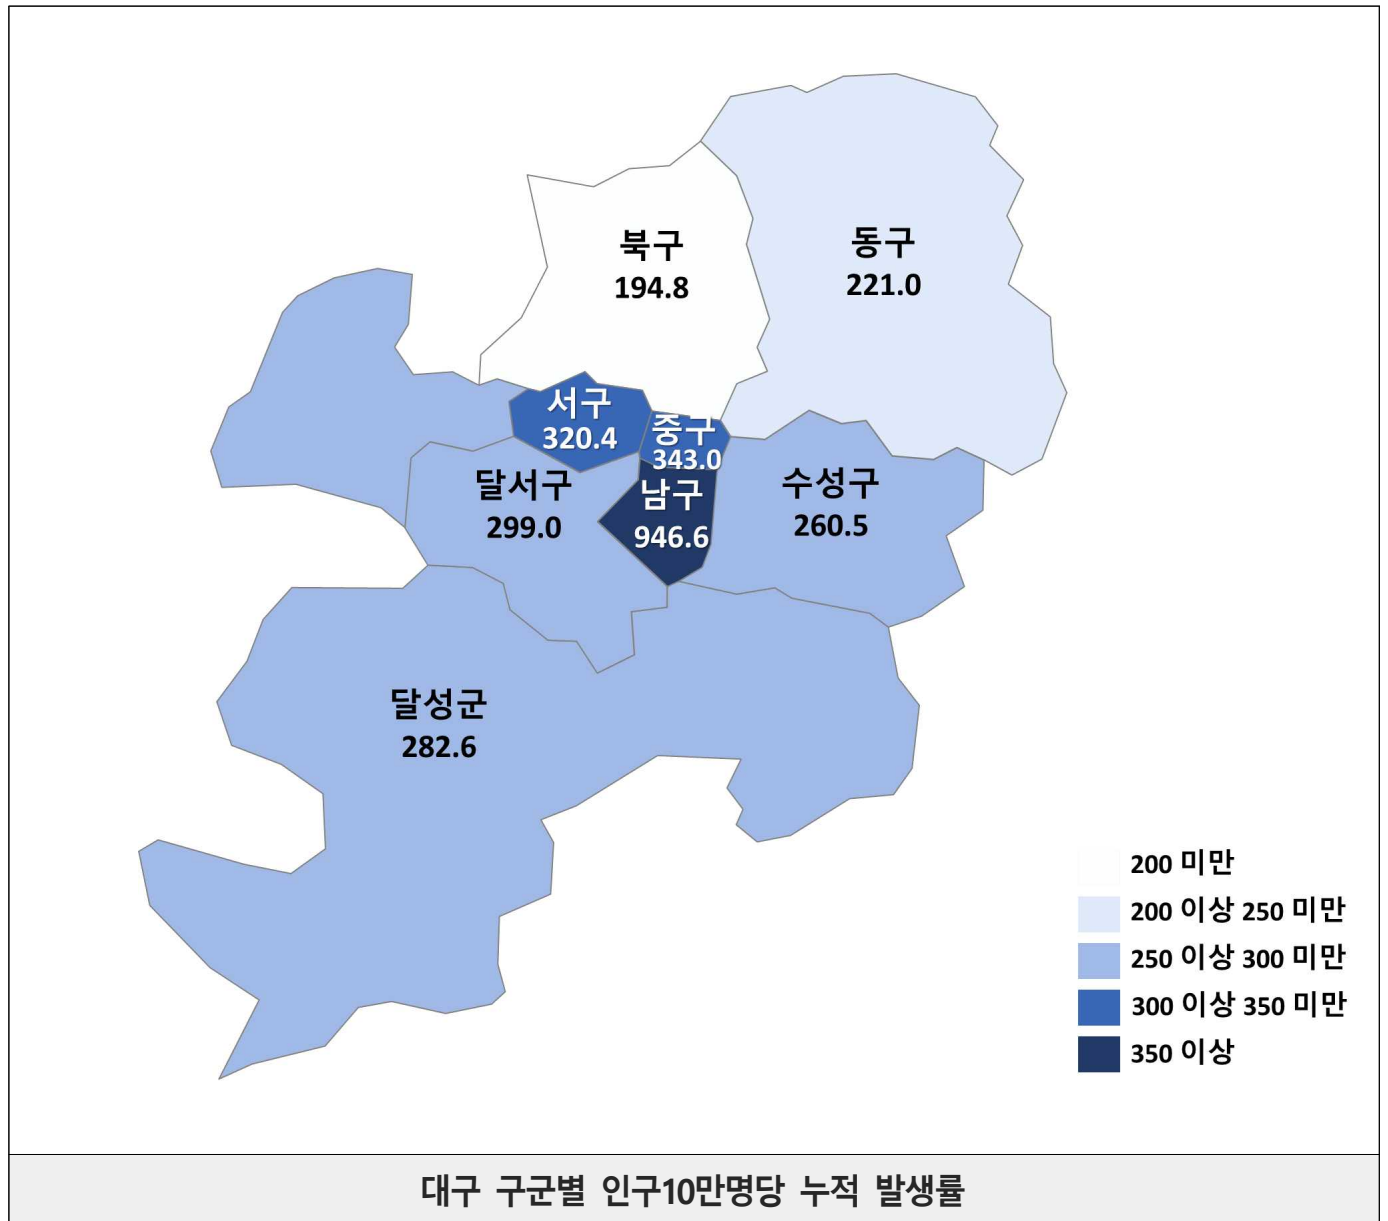 북구
194.8
동구
221.0
서구
320.4
중구
343.0
달서구
299.0
남구
946.6
수성구
260.5
달성군
282.6
200 미만
200 이상 250 미만
250 이상 300 미만
300 이상 350 미만
350 이상
대구 구군별 인구10만명당 누적 발생률